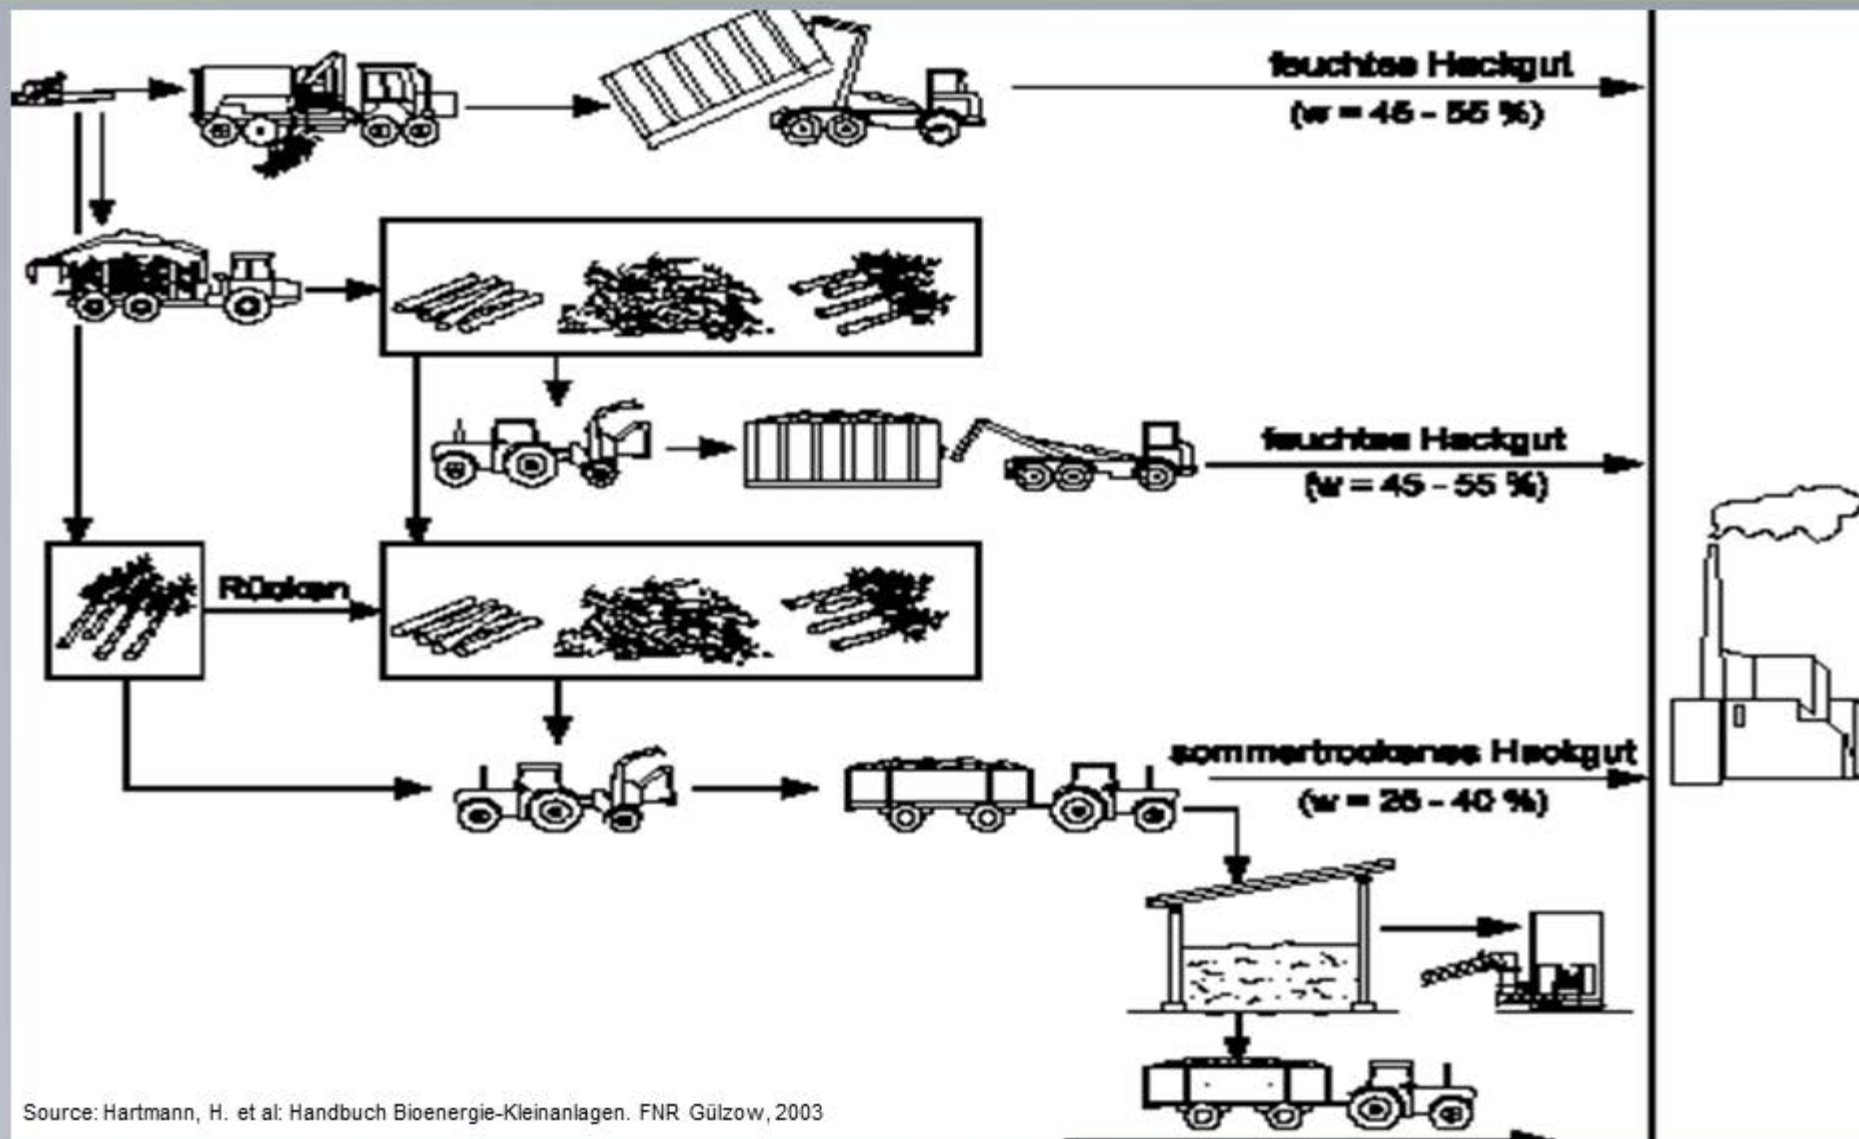 feuchtes Hackgut
(w = 45 - 55 %)
feuchtes Hackgut
(w = 45 - 55 %)
Rücken
sommertrockenes Hackgut
(w = 25 - 40 %)
Source: Hartmann, H. et al: Handbuch Bioenergie-Kleinanlagen. FNR Gülzow, 2003